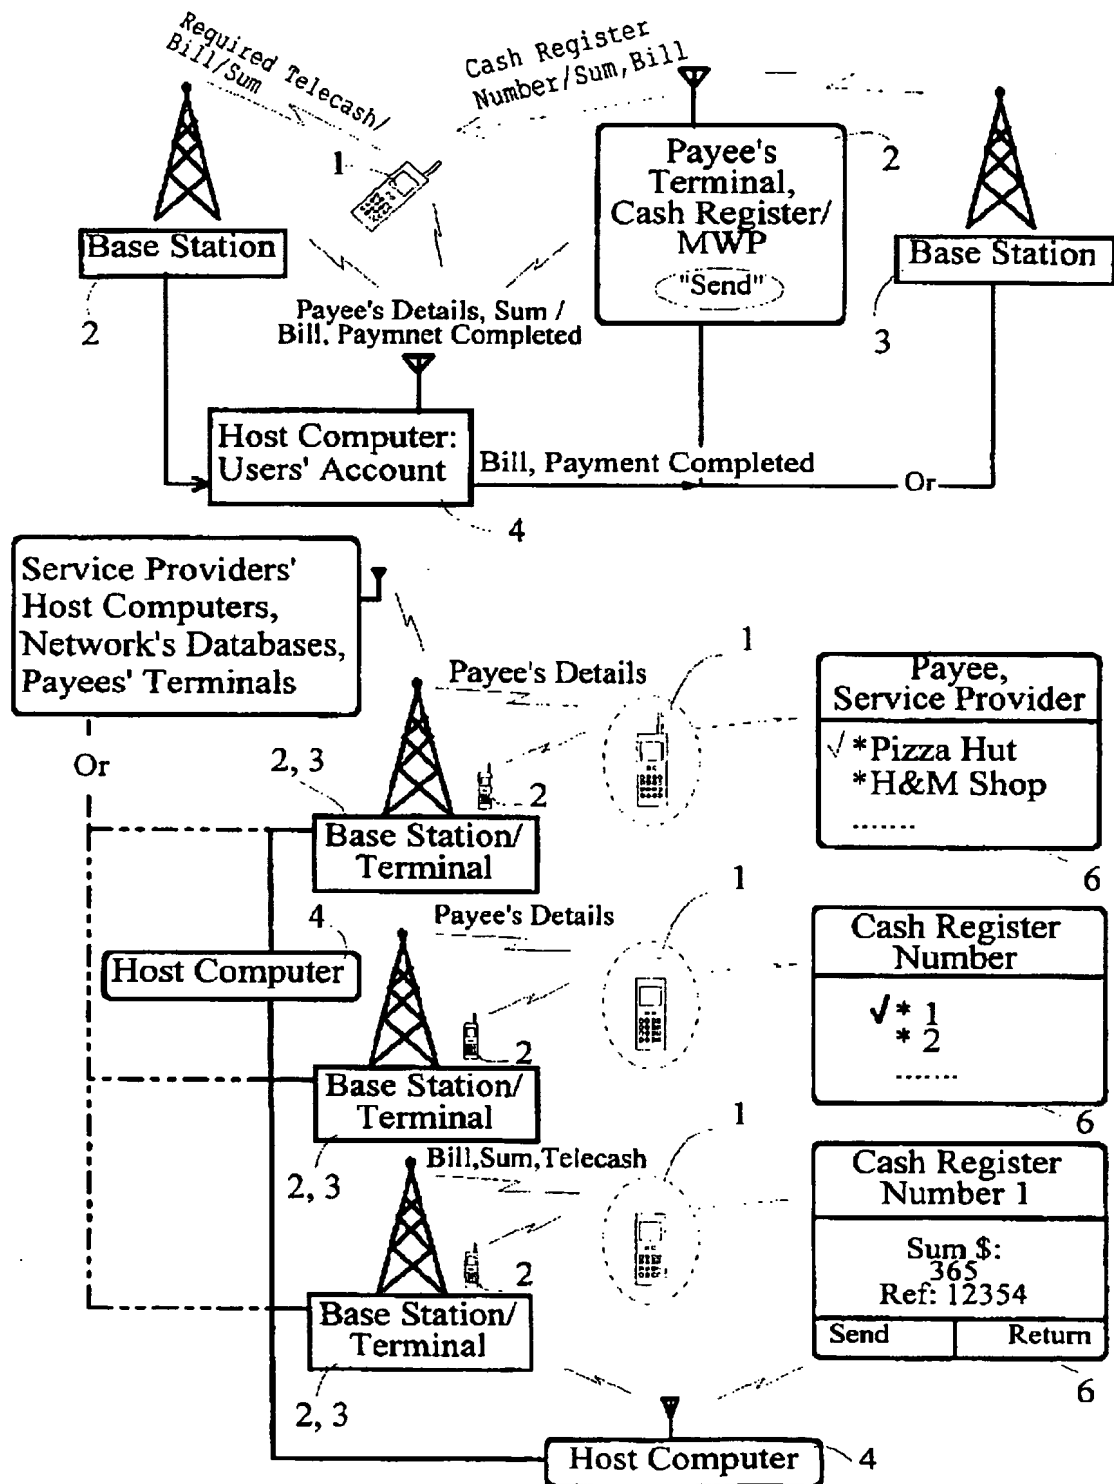 Required Telecash/
Bill/Sum
Cash Register
Number/Sum,Bill
1
Payee's
Terminal,
Cash Register/
MWP
"Send"
2
Base Station
2
Base Station
3
Payee's Details, Sum /
Bill, Paymnet Completed
Host Computer:
Users' Account
Bill, Payment Completed
Or
4
Service Providers'
Host Computers,
Network's Databases,
Payees' Terminals
Or
Payee's Details
1
Payee,
Service Provider
√ *Pizza Hut
*H&M Shop
.......
6
2, 3
2
Base Station/
Terminal
4
Host Computer
Payee's Details
1
Cash Register
Number
√* 1
* 2
.......
6
2
Base Station/
Terminal
2, 3
Bill,Sum,Telecash
1
Cash Register
Number 1
Sum $:
365
Ref: 12354
Send Return
6
2
Base Station/
Terminal
2, 3
Host Computer
4